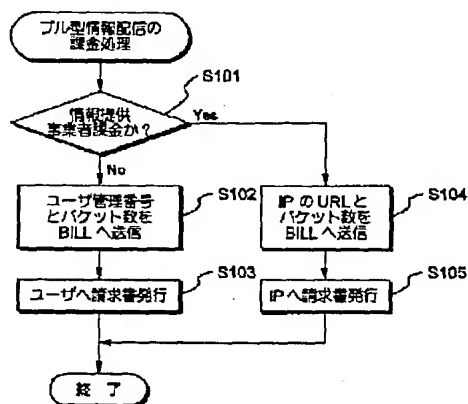 プル型情報配信の
課金処理
S101
情報提供
事業者課金か?
Yes
No
ユーザ管理番号
とパケット数を
BILLへ送信
S102
IPのURLと
パケット数を
BILLへ送信
S104
ユーザへ請求書発行
S103
IPへ請求書発行
S105
終了